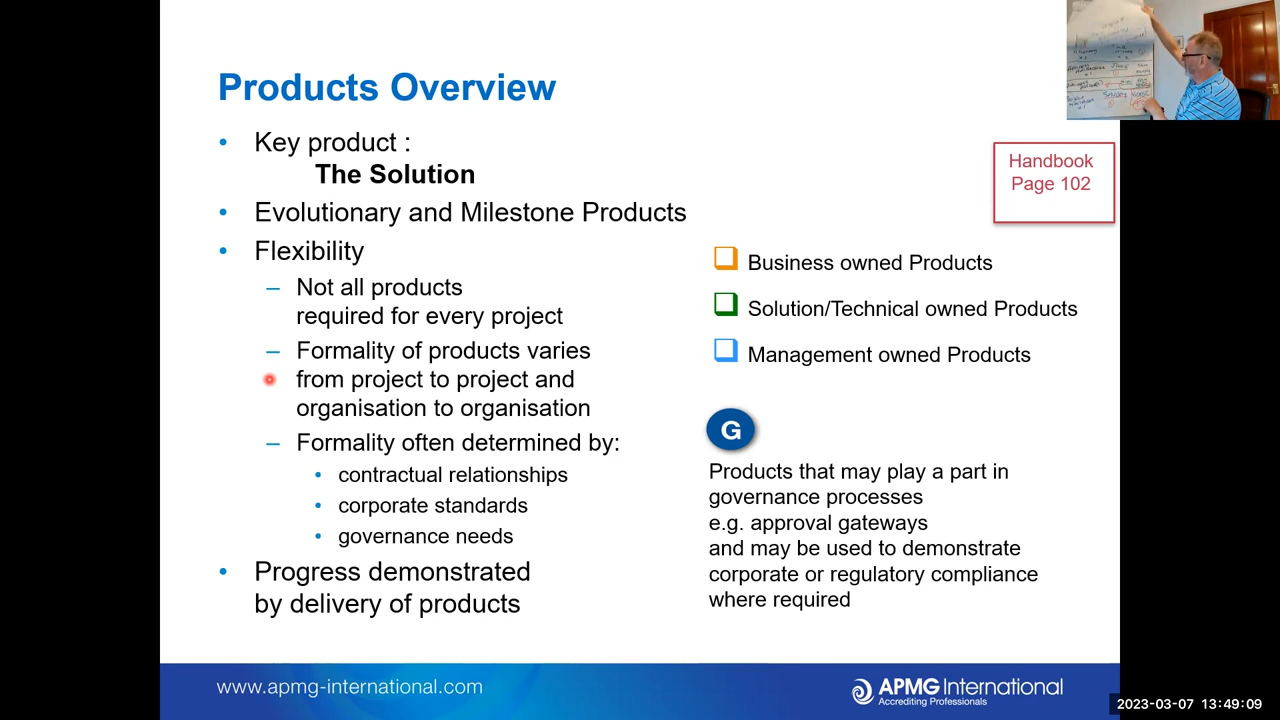 Products Overview
Key product :
The Solution
Evolutionary and Milestone Products
Flexibility
Not all products
required for every project
Formality of products varies
from project to project and
organisation to organisation
Formality often determined by:
contractual relationships
corporate standards
governance needs
Progress demonstrated
by delivery of products
Handbook
Page 102
Business owned Products
Solution/Technical owned Products
Management owned Products
G
Products that may play a part in
governance processes
e.g. approval gateways
and may be used to demonstrate
corporate or regulatory compliance
where required
www.apmg-international.com
APMG International
Accrediting Professionals
2023-03-07 13:49:09